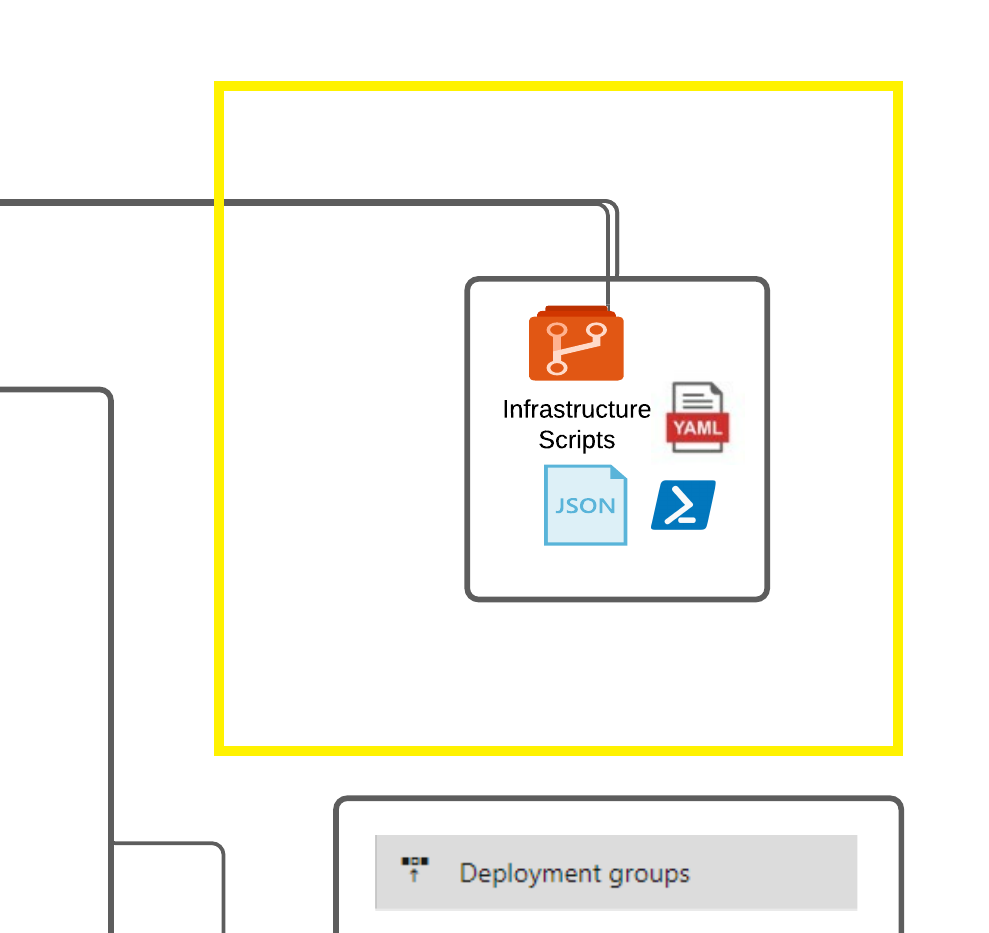 Infrastructure
Scripts
YAML
JSON
Deployment groups